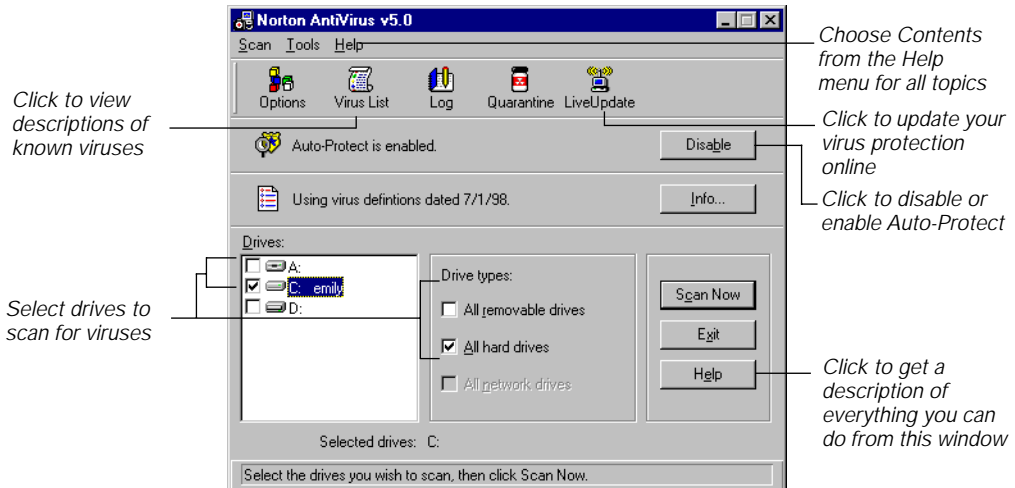 Norton AntiVirus v5.0
Scan Tools Help
Options Virus List Log Quarantine LiveUpdate
Auto-Protect is enabled.
Disable
Using virus defintions dated 7/1/98.
Info...
Drives:
A:
C: emily
D:
Drive types:
All removable drives
All hard drives
All network drives
Scan Now
Exit
Help
Selected drives: C:
Select the drives you wish to scan, then click Scan Now.
Click to view
descriptions of
known viruses
Select drives to
scan for viruses
Choose Contents
from the Help
menu for all topics
Click to update your
virus protection
online
Click to disable or
enable Auto-Protect
Click to get a
description of
everything you can
do from this window